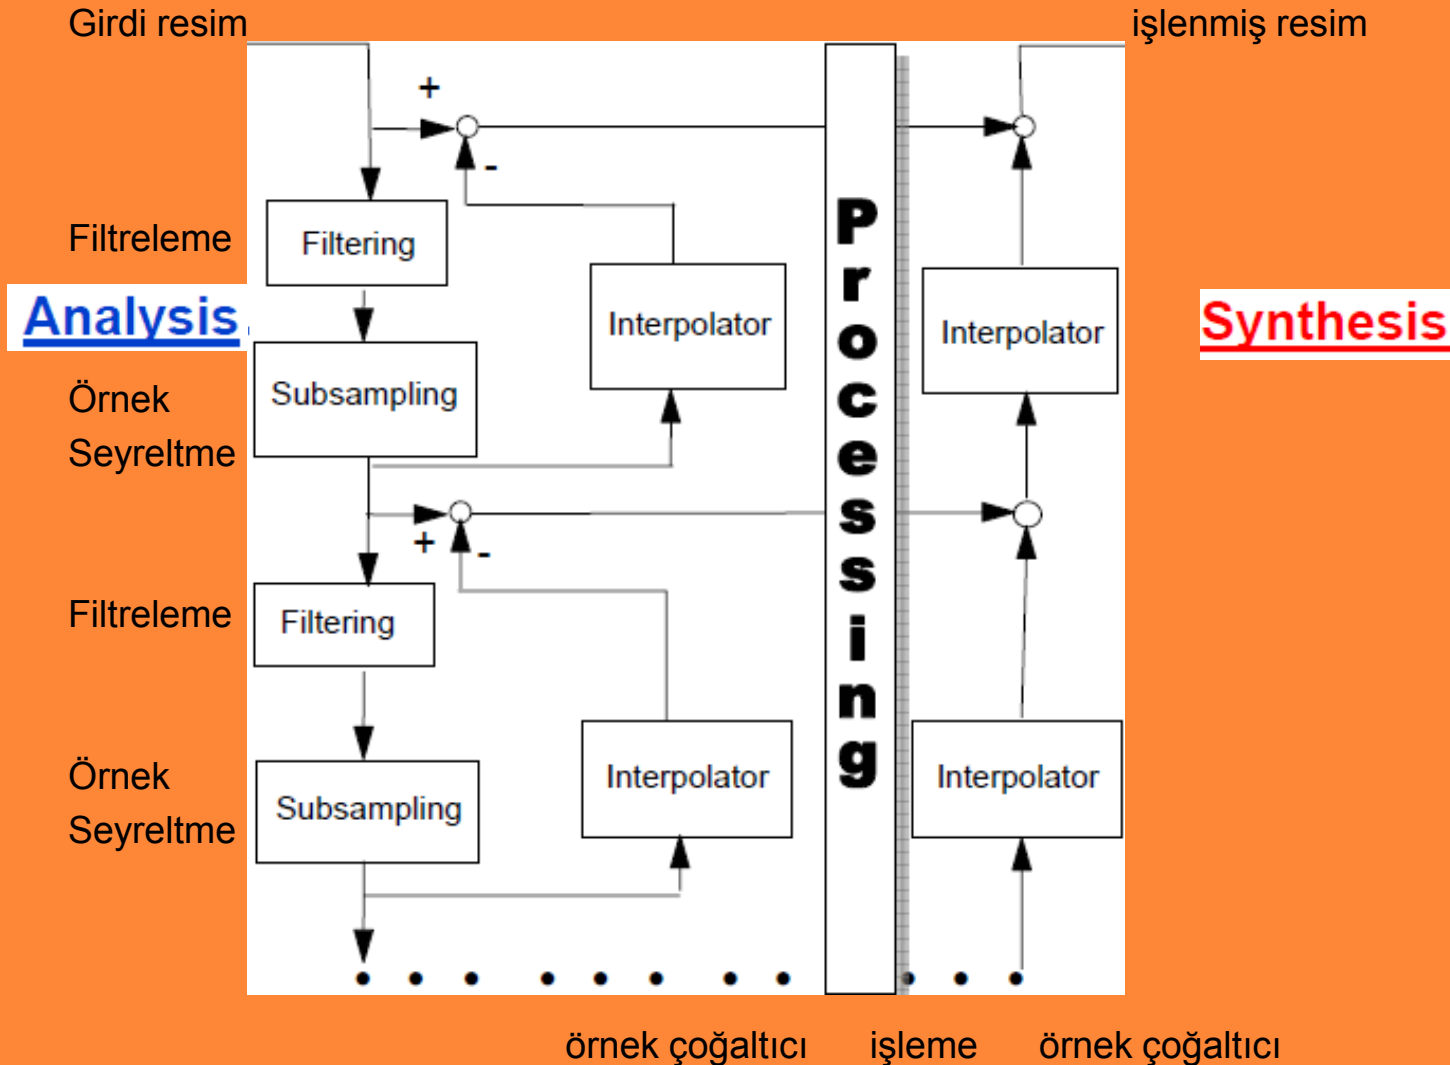 Girdi resim
işlenmiş resim
+
-
Filtreleme
Filtering
Analysis
Interpolator
Interpolator
Synthesis
Örnek
Seyreltme
Subsampling
Processing
+
-
Filtreleme
Filtering
Örnek
Seyreltme
Subsampling
Interpolator
Interpolator
örnek çoğaltıcı
işleme
örnek çoğaltıcı